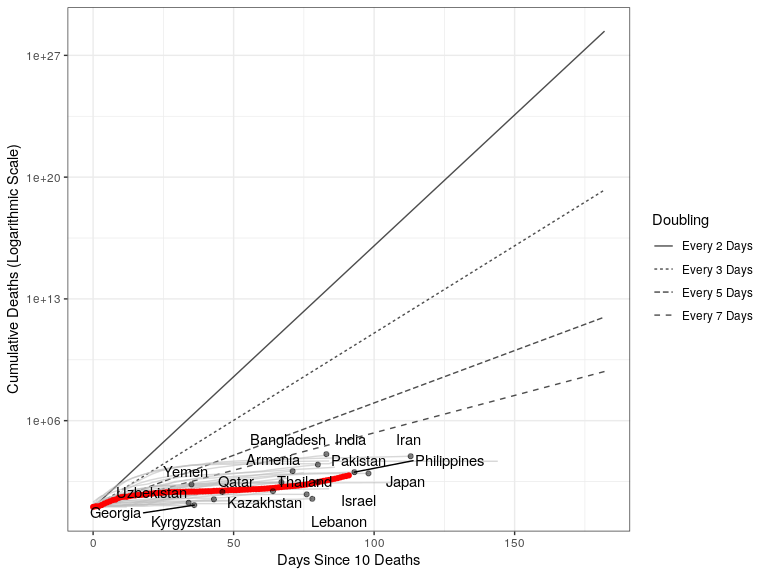 Cumulative Deaths (Logarithmic Scale)
1e+27
1e+20
1e+13
1e+06
Bangladesh
India
Iran
Armenia
Pakistan
Philippines
Yemen
Qatar
Thailand
Japan
Uzbekistan
Kazakhstan
Israel
Georgia
Kyrgyzstan
Lebanon
0
50
100
150
Days Since 10 Deaths
Doubling
Every 2 Days
Every 3 Days
Every 5 Days
Every 7 Days